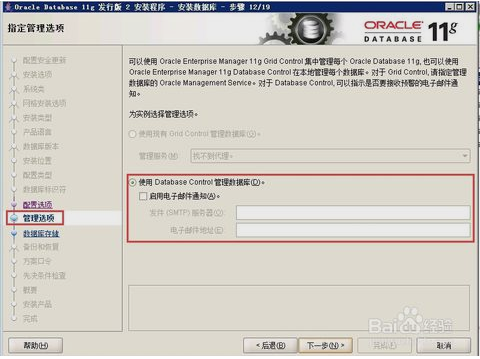 Oracle Database 11g 发行版 2 安装程序 - 安装数据库 - 步骤 12/19
指定管理选项
ORACLE
DATABASE 11g
配置安全更新
安装选项
系统类
网格安装选项
安装类型
产品语言
数据库版本
安装位置
配置类型
数据库标识符
配置选项
管理选项
数据库存储
备份和恢复
方案口令
先决条件检查
概要
安装产品
完成
可以使用 Oracle Enterprise Manager 11g Grid Control 集中管理每个 Oracle Database 11g, 也可以使用
Oracle Enterprise Manager 11g Database Control 在本地管理每个数据库。对于 Grid Control, 请指定管理
数据库的 Oracle Management Service。对于 Database Control, 可以指示是否要接收预警的电子邮件通
知。
为实例选择管理选项。
使用现有 Grid Control 管理数据库(U)。
管理服务(M): 找不到代理。
使用 Database Control 管理数据库(D)。
启用电子邮件通知(A)。
发件 (SMTP) 服务器(O):
电子邮件地址(E):
帮助(H)
< 后退(B)
下一步(N) >
完成(F)
取消
Baidu 经验